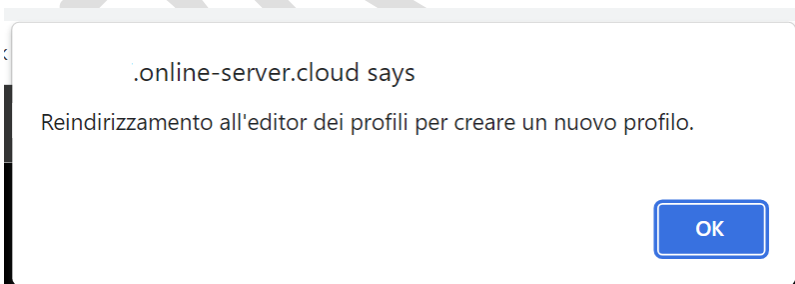 .online-server.cloud says
Reindirizzamento all'editor dei profili per creare un nuovo profilo.
OK